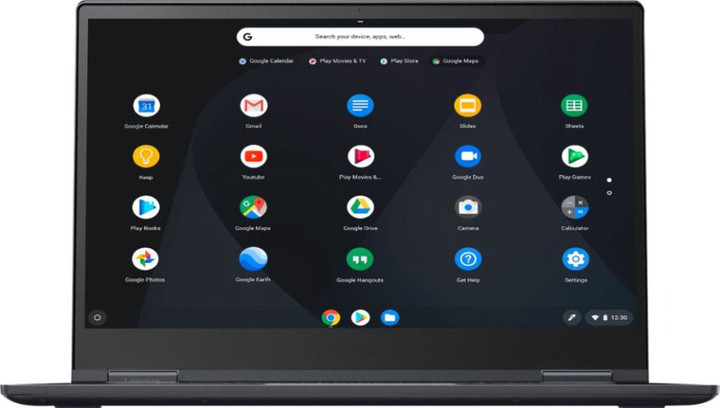 G Search your device, apps, web...
Google Calendar Play Movies & TV Play Store Google Maps
31
Google Calendar Gmail Docs Slides Sheets
Keep Youtube Play Movies &... Google Duo Play Games
Play Books Google Maps Google Drive Camera Calculator
Google Photos Google Earth Google Hangouts Get Help Settings
12:30
Lenovo